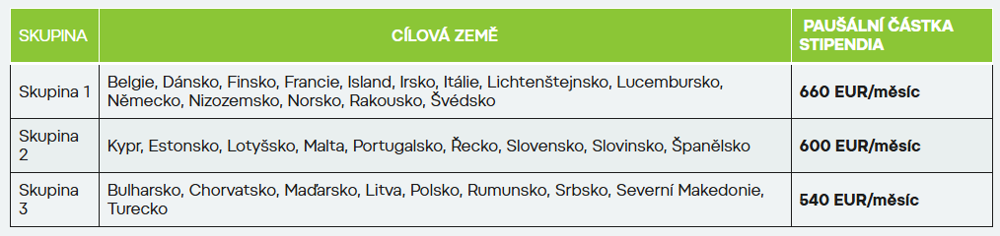 SKUPINA
CÍLOVÁ ZEMĚ
PAUŠÁLNÍ ČÁSTKA
STIPENDIA
Skupina 1
Belgie, Dánsko, Finsko, Francie, Island, Irsko, Itálie, Lichtenštejnsko, Lucembursko,
Německo, Nizozemsko, Norsko, Rakousko, Švédsko
660 EUR/měsíc
Skupina
2
Kypr, Estonsko, Lotyšsko, Malta, Portugalsko, Řecko, Slovensko, Slovinsko, Španělsko
600 EUR/měsíc
Skupina
3
Bulharsko, Chorvatsko, Maďarsko, Litva, Polsko, Rumunsko, Srbsko, Severní Makedonie,
Turecko
540 EUR/měsíc